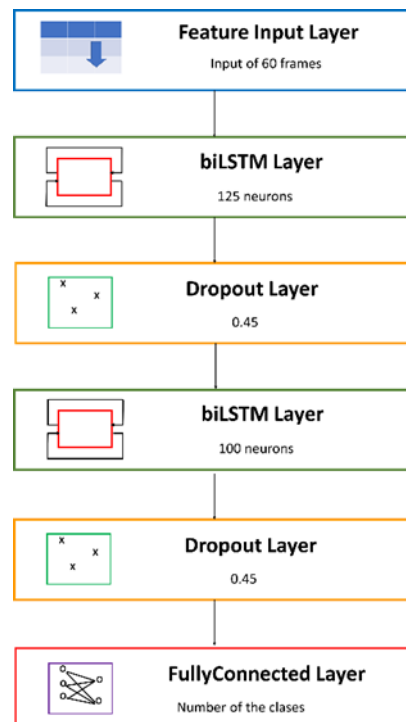 Feature Input Layer
Input of 60 frames
biLSTM Layer
125 neurons
Dropout Layer
0.45
biLSTM Layer
100 neurons
Dropout Layer
0.45
FullyConnected Layer
Number of the clases